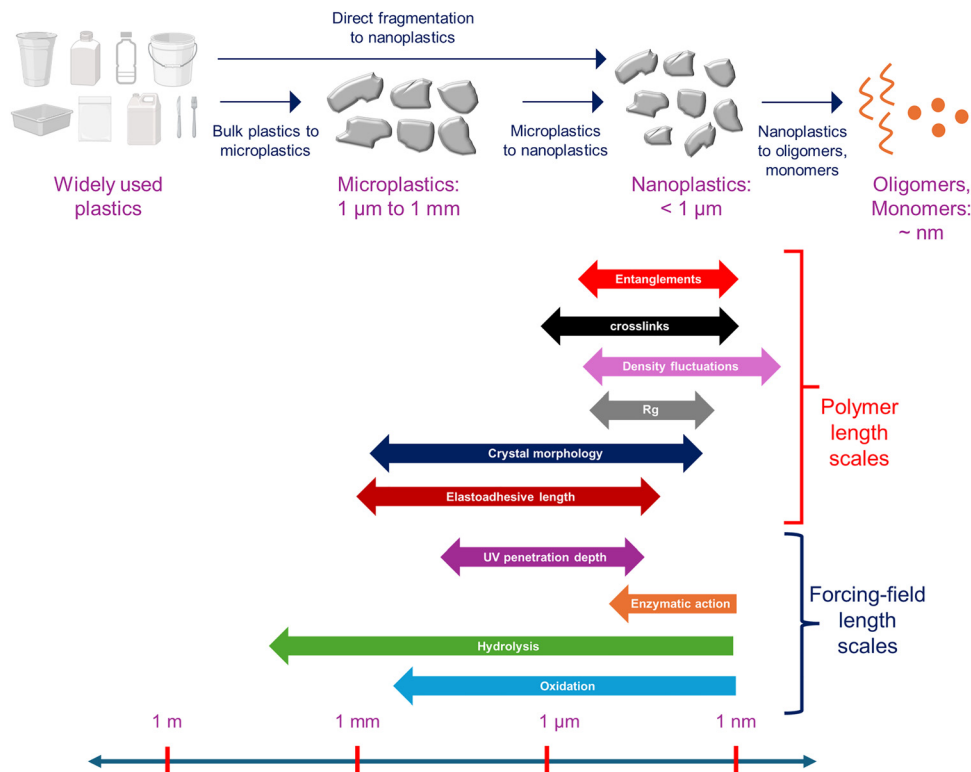 Direct fragmentation
to nanoplastics
Bulk plastics to
microplastics
Microplastics
to nanoplastics
Nanoplastics
to oligomers,
monomers
Widely used
plastics
Microplastics:
1 µm to 1 mm
Nanoplastics:
< 1 µm
Oligomers,
Monomers:
~ nm
Entanglements
crosslinks
Density fluctuations
Rg
Crystal morphology
Elastoadhesive length
Polymer
length
scales
UV penetration depth
Enzymatic action
Hydrolysis
Oxidation
Forcing-field
length
scales
1 m
1 mm
1 µm
1 nm